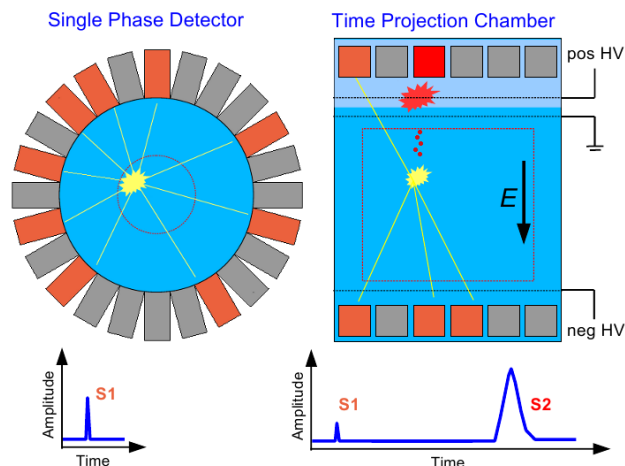 Single Phase Detector
Time Projection Chamber
pos HV
E
neg HV
Amplitude
S1
Time
Amplitude
S1
S2
Time